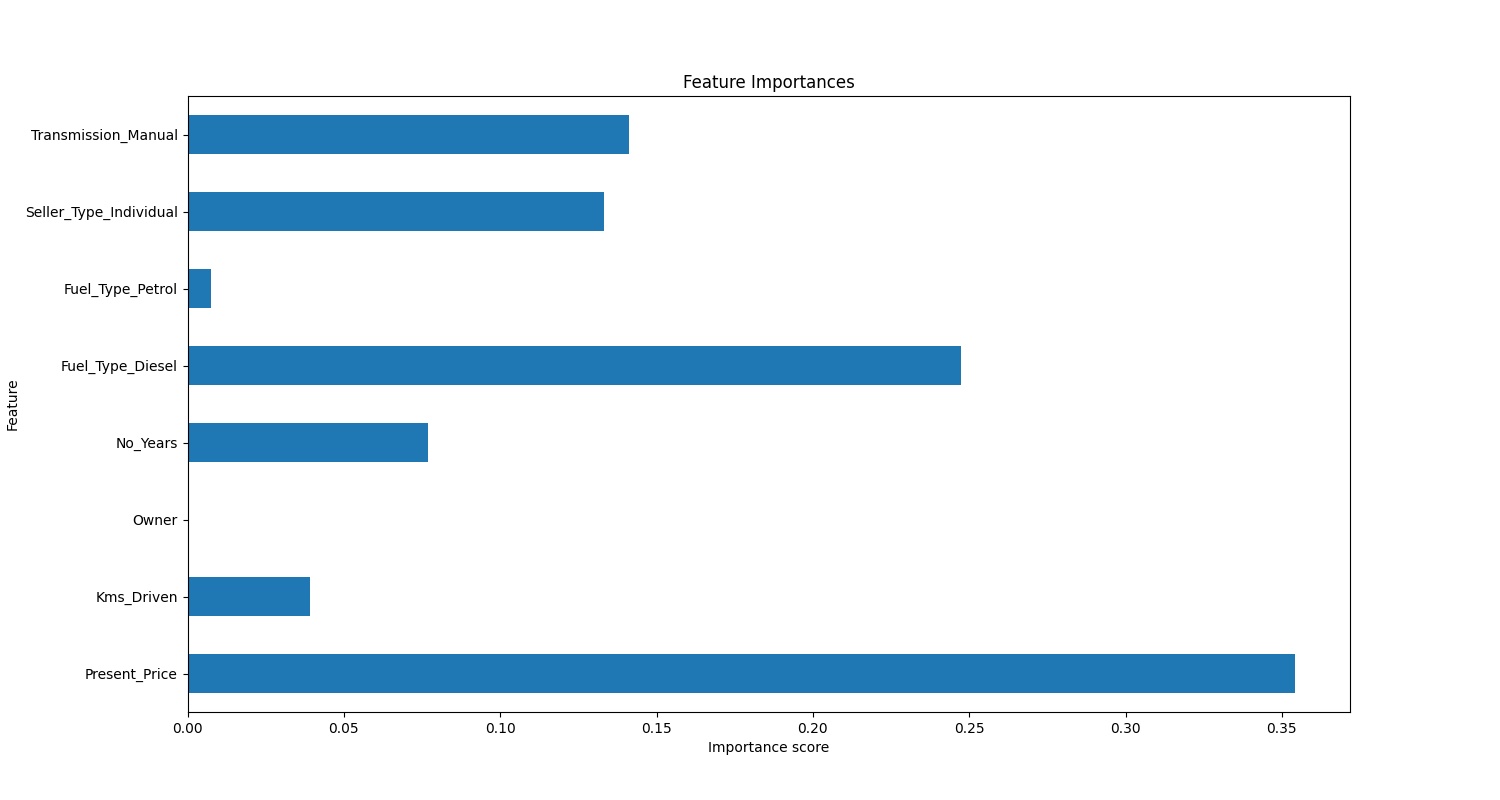 Feature Importances
Transmission_Manual
Seller_Type_Individual
Fuel_Type_Petrol
Fuel_Type_Diesel
No_Years
Owner
Kms_Driven
Present_Price
Feature
0.00 0.05 0.10 0.15 0.20 0.25 0.30 0.35
Importance score